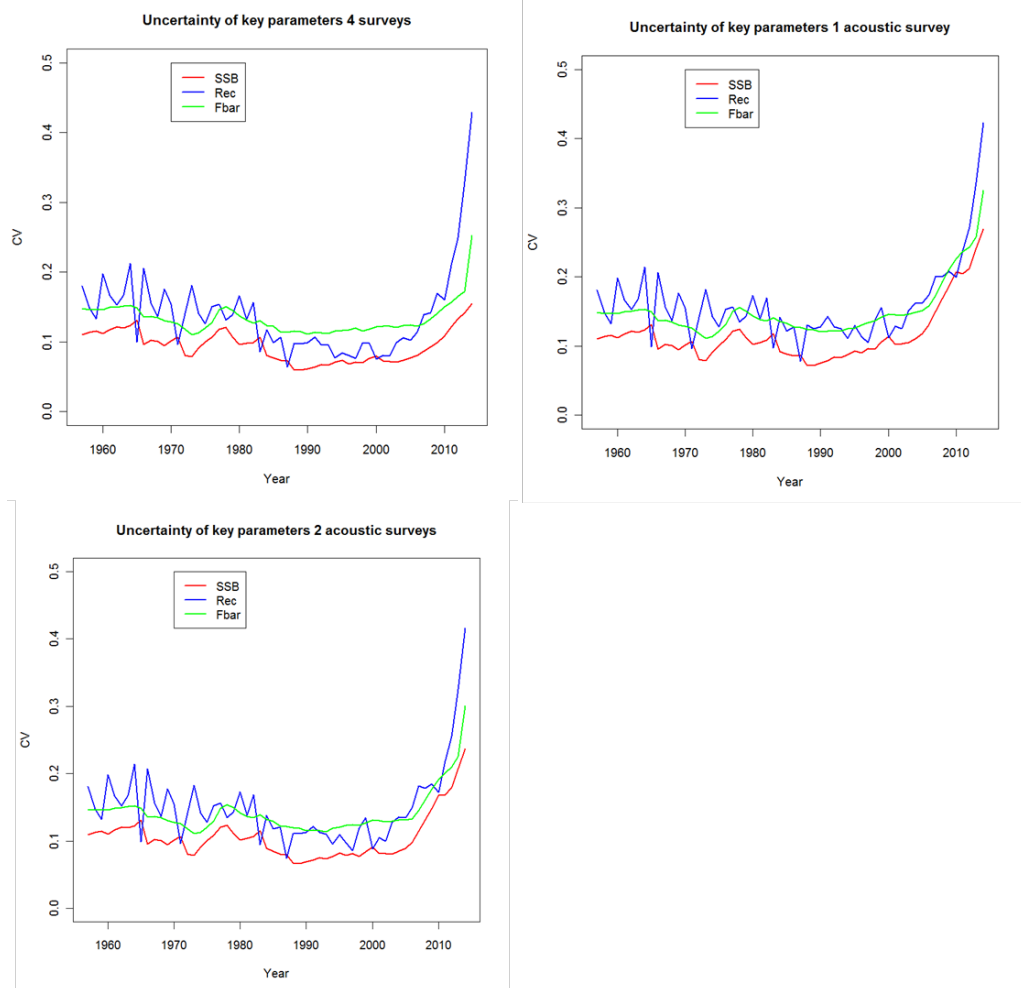 Uncertainty of key parameters 4 surveys
SSB
Rec
Fbar
0.5
0.4
0.3
0.2
0.1
0.0
CV
1960 1970 1980 1990 2000 2010
Year
Uncertainty of key parameters 1 acoustic survey
SSB
Rec
Fbar
0.5
0.4
0.3
0.2
0.1
0.0
CV
1960 1970 1980 1990 2000 2010
Year
Uncertainty of key parameters 2 acoustic surveys
SSB
Rec
Fbar
0.5
0.4
0.3
0.2
0.1
0.0
CV
1960 1970 1980 1990 2000 2010
Year